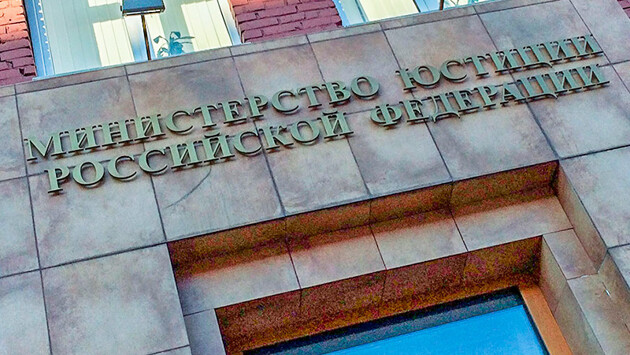 МИНИСТЕРСТВО ЮСТИЦИИ
РОССИЙСКОЙ ФЕДЕРАЦИИ